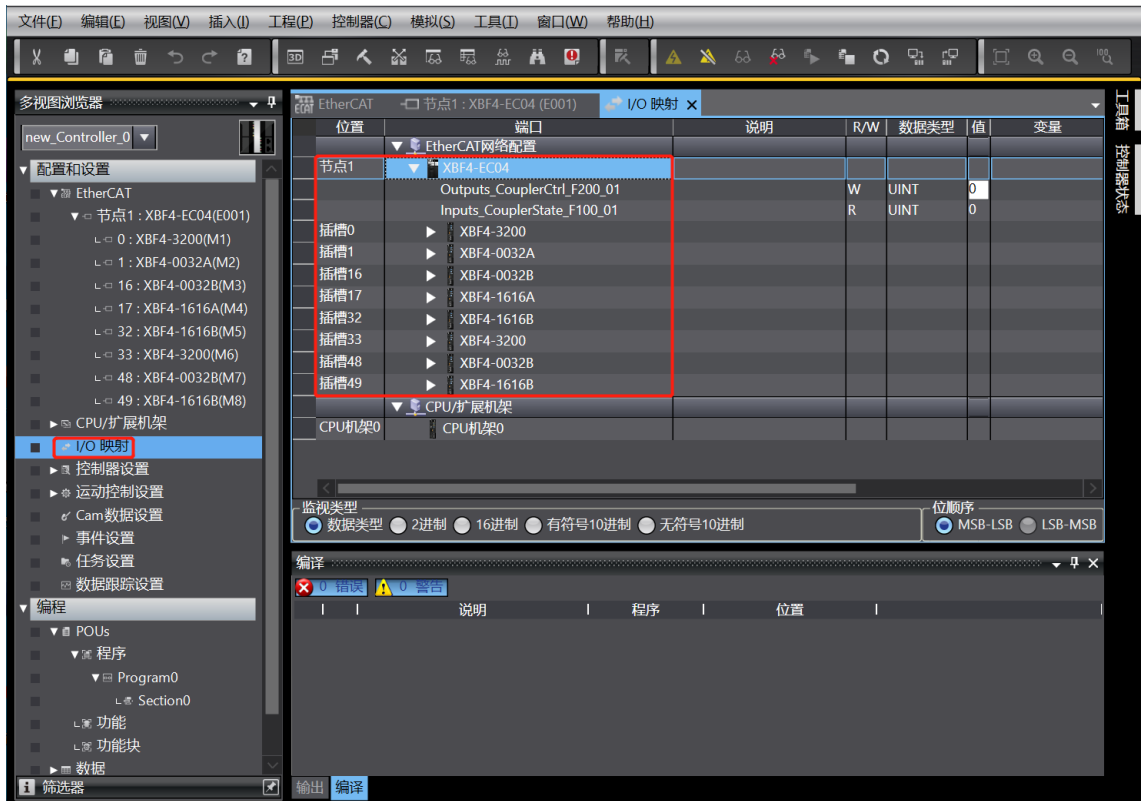 文件(F) 编辑(E) 视图(V) 插入(I) 工程(P) 控制器(C) 模拟(S) 工具(T) 窗口(W) 帮助(H)
多视图浏览器
new_Controller_0
配置和设置
EtherCAT
节点1 : XBF4-EC04(E001)
0 : XBF4-3200(M1)
1 : XBF4-0032A(M2)
16 : XBF4-0032B(M3)
17 : XBF4-1616A(M4)
32 : XBF4-1616B(M5)
33 : XBF4-3200(M6)
48 : XBF4-0032B(M7)
49 : XBF4-1616B(M8)
CPU/扩展机架
I/O 映射
控制器设置
运动控制设置
Cam数据设置
事件设置
任务设置
数据跟踪设置
编程
POUs
程序
Program0
Section0
功能
功能块
数据
筛选器
EtherCAT 节点1 : XBF4-EC04 (E001) I/O 映射
位置 端口 说明 R/W 数据类型 值 变量
EtherCAT网络配置
节点1 XBF4-EC04
Outputs_CouplerCtrl_F200_01 W UINT 0
Inputs_CouplerState_F100_01 R UINT 0
插槽0 XBF4-3200
插槽1 XBF4-0032A
插槽16 XBF4-0032B
插槽17 XBF4-1616A
插槽32 XBF4-1616B
插槽33 XBF4-3200
插槽48 XBF4-0032B
插槽49 XBF4-1616B
CPU/扩展机架
CPU机架0 CPU机架0
监视类型
数据类型 2进制 16进制 有符号10进制 无符号10进制
位顺序
MSB-LSB LSB-MSB
编译
0 错误 0 警告
说明 程序 位置
输出 编译
工具箱
控制器状态